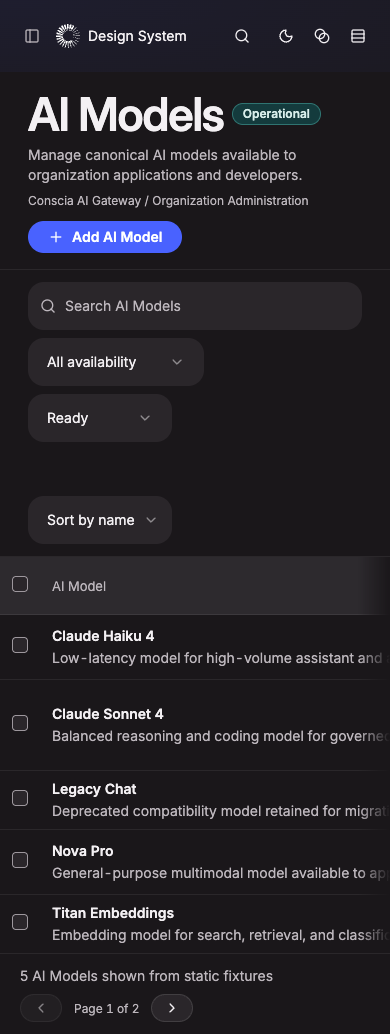 Design System
AI Models
Operational
Manage canonical AI models available to
organization applications and developers.
Conscia AI Gateway / Organization Administration
Add AI Model
Search AI Models
All availability
Ready
Sort by name
AI Model
Claude Haiku 4
Low-latency model for high-volume assistant and
Claude Sonnet 4
Balanced reasoning and coding model for
Legacy Chat
Deprecated compatibility model retained for
Nova Pro
General-purpose multimodal model available to
Titan Embeddings
Embedding model for search, retrieval, and
5 AI Models shown from static fixtures
Page 1 of 2